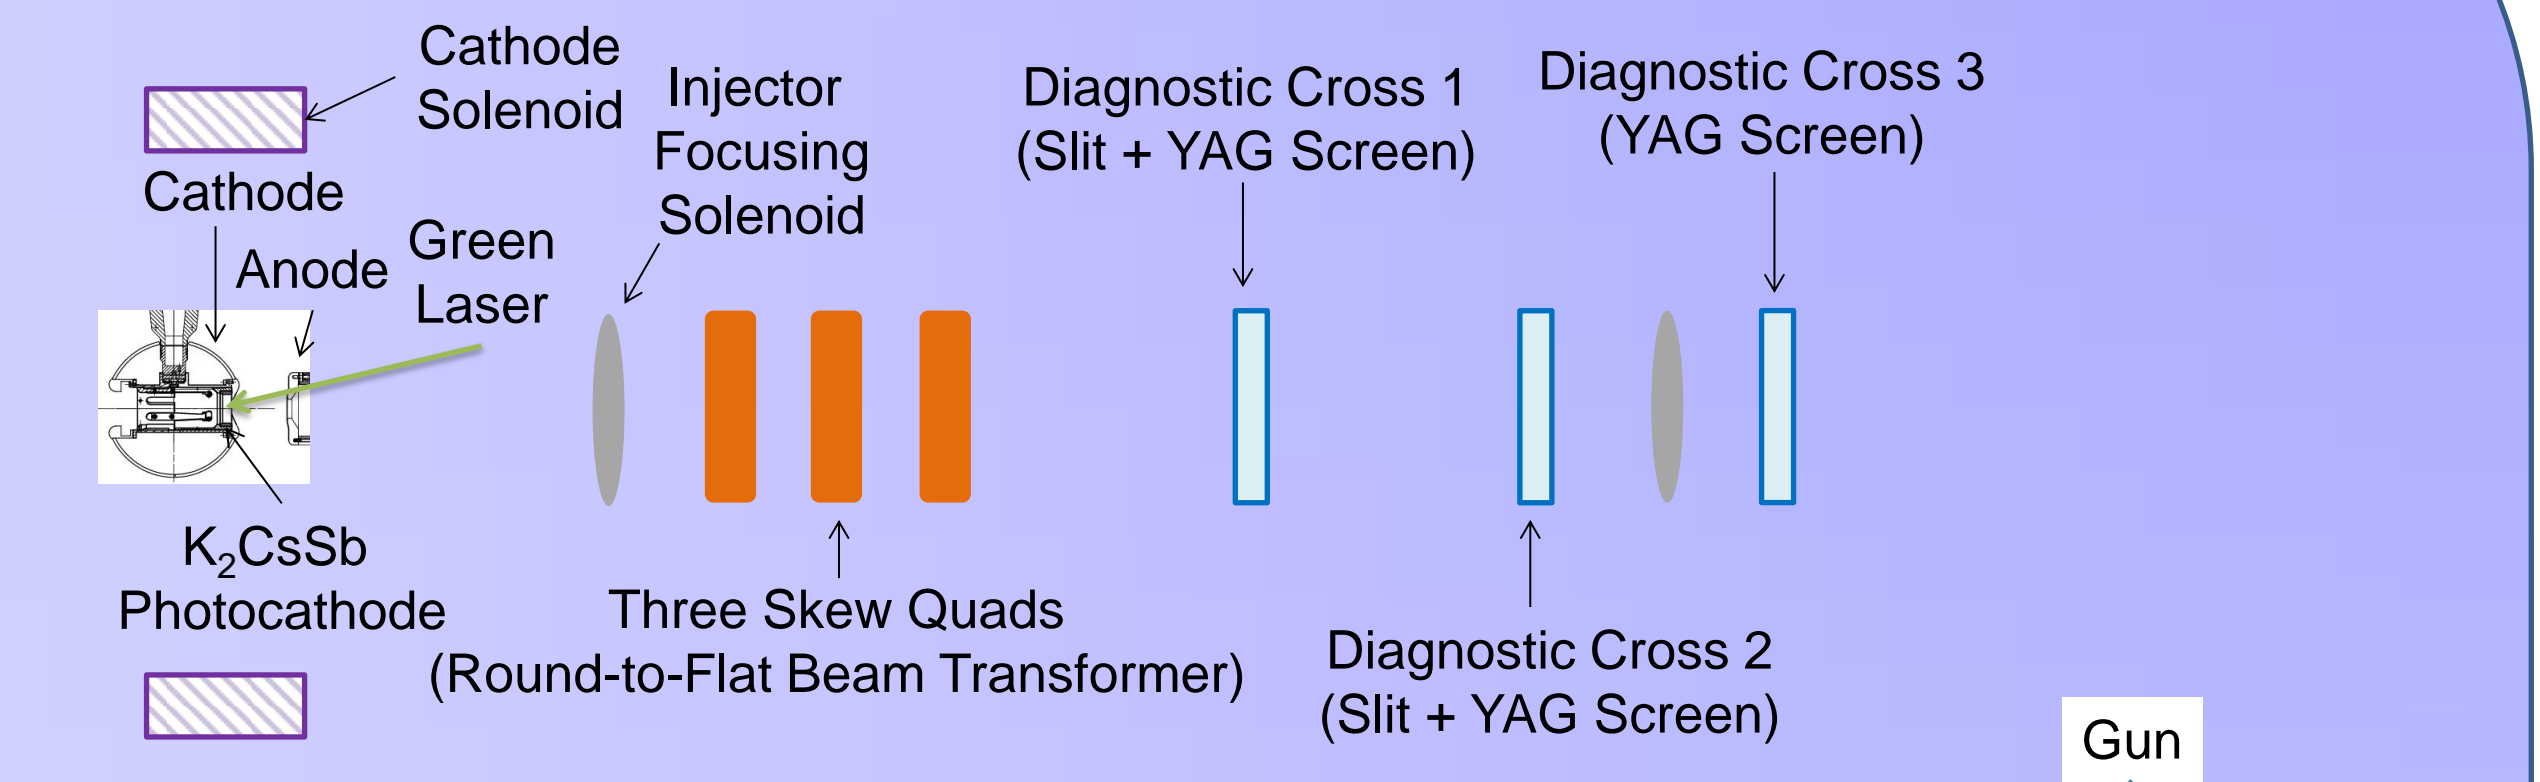 Cathode
Solenoid
Injector
Focusing
Solenoid
Diagnostic Cross 1
(Slit + YAG Screen)
Diagnostic Cross 3
(YAG Screen)
Cathode
Anode
Green
Laser
K₂CsSb
Photocathode
Three Skew Quads
(Round-to-Flat Beam Transformer)
Diagnostic Cross 2
(Slit + YAG Screen)
Gun